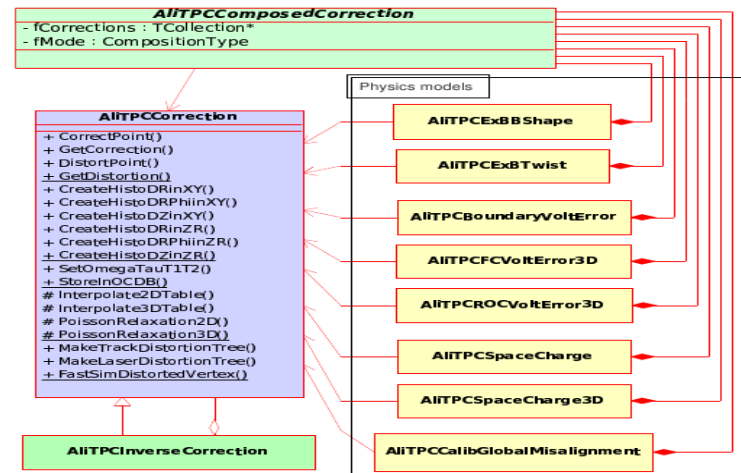 AliTPCComposedCorrection
- fCorrections : TCollection*
- fMode : CompositionType
Physics models
AliTPCCorrection
+ CorrectPoint()
+ GetCorrection()
+ DistortPoint()
+ GetDistortion()
+ CreateHistoDRinXY()
+ CreateHistoDRPhiinXY()
+ CreateHistoDZinXY()
+ CreateHistoDRinZR()
+ CreateHistoDRPhiinZR()
+ CreateHistoDZinZR()
+ SetOmegaTauT1T2()
+ StoreInOCDB()
# Interpolate2DTable()
# Interpolate3DTable()
# PoissonRelaxation2D()
# PoissonRelaxation3D()
+ MakeTrackDistortionTree()
+ MakeLaserDistortionTree()
+ FastSimDistortedVertex()
AliTPCInverseCorrection
AliTPCExBBShape
AliTPCExBTwist
AliTPCBoundaryVoltError
AliTPCFCVoltError3D
AliTPCROCVoltError3D
AliTPCSpaceCharge
AliTPCSpaceCharge3D
AliTPCCalibGlobalMisalignment